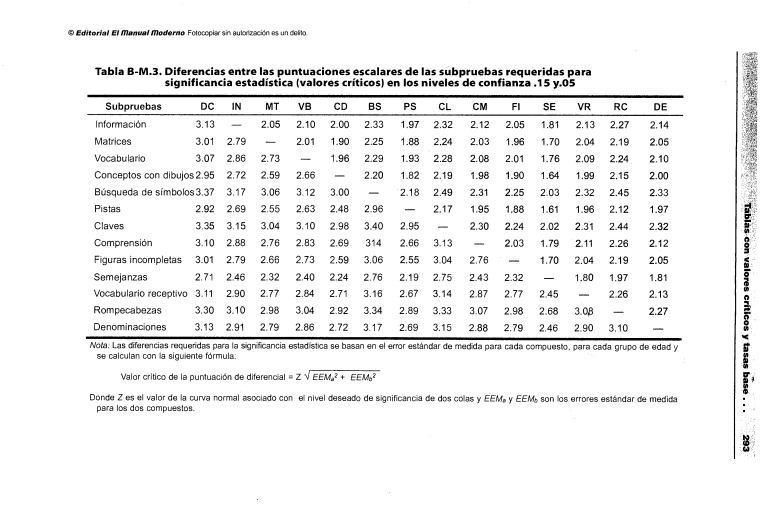 © Editorial El Manual Moderno Fotocopiar sin autorización es un delito.
Tabla B-M.3. Diferencias entre las puntuaciones escalares de las subpruebas requeridas para
significancia estadística (valores críticos) en los niveles de confianza .15 y.05
Subpruebas DC IN MT VB CD BS PS CL CM FI SE VR RC DE
Información 3.13 — 2.05 2.10 2.00 2.33 1.97 2.32 2.12 2.05 1.81 2.13 2.27 2.14
Matrices 3.01 2.79 — 2.01 1.90 2.25 1.88 2.24 2.03 1.96 1.70 2.04 2.19 2.05
Vocabulario 3.07 2.86 2.73 — 1.96 2.29 1.93 2.28 2.08 2.01 1.76 2.09 2.24 2.10
Conceptos con dibujos 2.95 2.72 2.59 2.66 — 2.20 1.82 2.19 1.98 1.90 1.64 1.99 2.15 2.00
Búsqueda de símbolos 3.37 3.17 3.06 3.12 3.00 — 2.18 2.49 2.31 2.25 2.03 2.32 2.45 2.33
Pistas 2.92 2.69 2.55 2.63 2.48 2.96 — 2.17 1.95 1.88 1.61 1.96 2.12 1.97
Claves 3.35 3.15 3.04 3.10 2.98 3.40 2.95 — 2.30 2.24 2.02 2.31 2.44 2.32
Comprensión 3.10 2.88 2.76 2.83 2.69 314 2.66 3.13 — 2.03 1.79 2.11 2.26 2.12
Figuras incompletas 3.01 2.79 2.66 2.73 2.59 3.06 2.55 3.04 2.76 — 1.70 2.04 2.19 2.05
Semejanzas 2.71 2.46 2.32 2.40 2.24 2.76 2.19 2.75 2.43 2.32 — 1.80 1.97 1.81
Vocabulario receptivo 3.11 2.90 2.77 2.84 2.71 3.16 2.67 3.14 2.87 2.77 2.45 — 2.26 2.13
Rompecabezas 3.30 3.10 2.98 3.04 2.92 3.34 2.89 3.33 3.07 2.98 2.68 3.08 — 2.27
Denominaciones 3.13 2.91 2.79 2.86 2.72 3.17 2.69 3.15 2.88 2.79 2.46 2.90 3.10 —
Nota: Las diferencias requeridas para la significancia estadística se basan en el error estándar de medida para cada compuesto, para cada grupo de edad y
se calculan con la siguiente fórmula:
Valor crítico de la puntuación de diferencial = Z √ EEMa² + EEMb²
Donde Z es el valor de la curva normal asociado con el nivel deseado de significancia de dos colas y EEMa y EEMb son los errores estándar de medida
para los dos compuestos.
Tablas con valores críticos y tasas base . . . 293